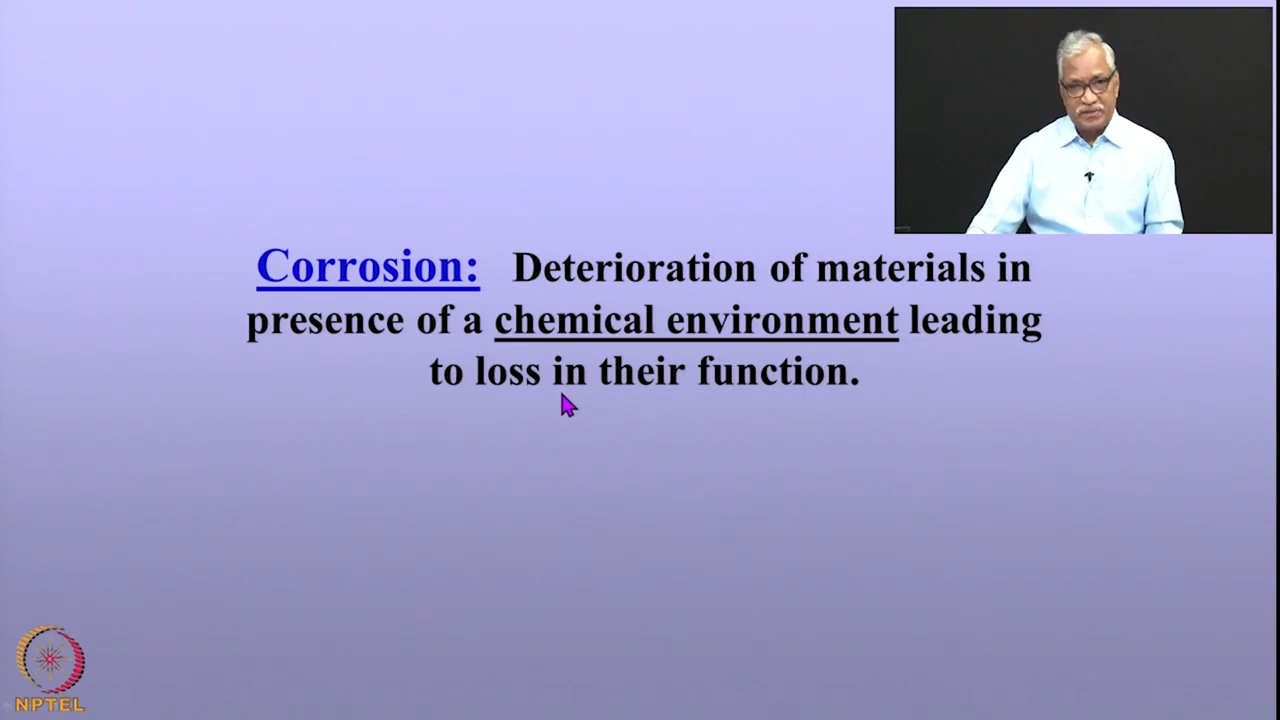 Corrosion: Deterioration of materials in
presence of a chemical environment leading
to loss in their function.
NPTEL